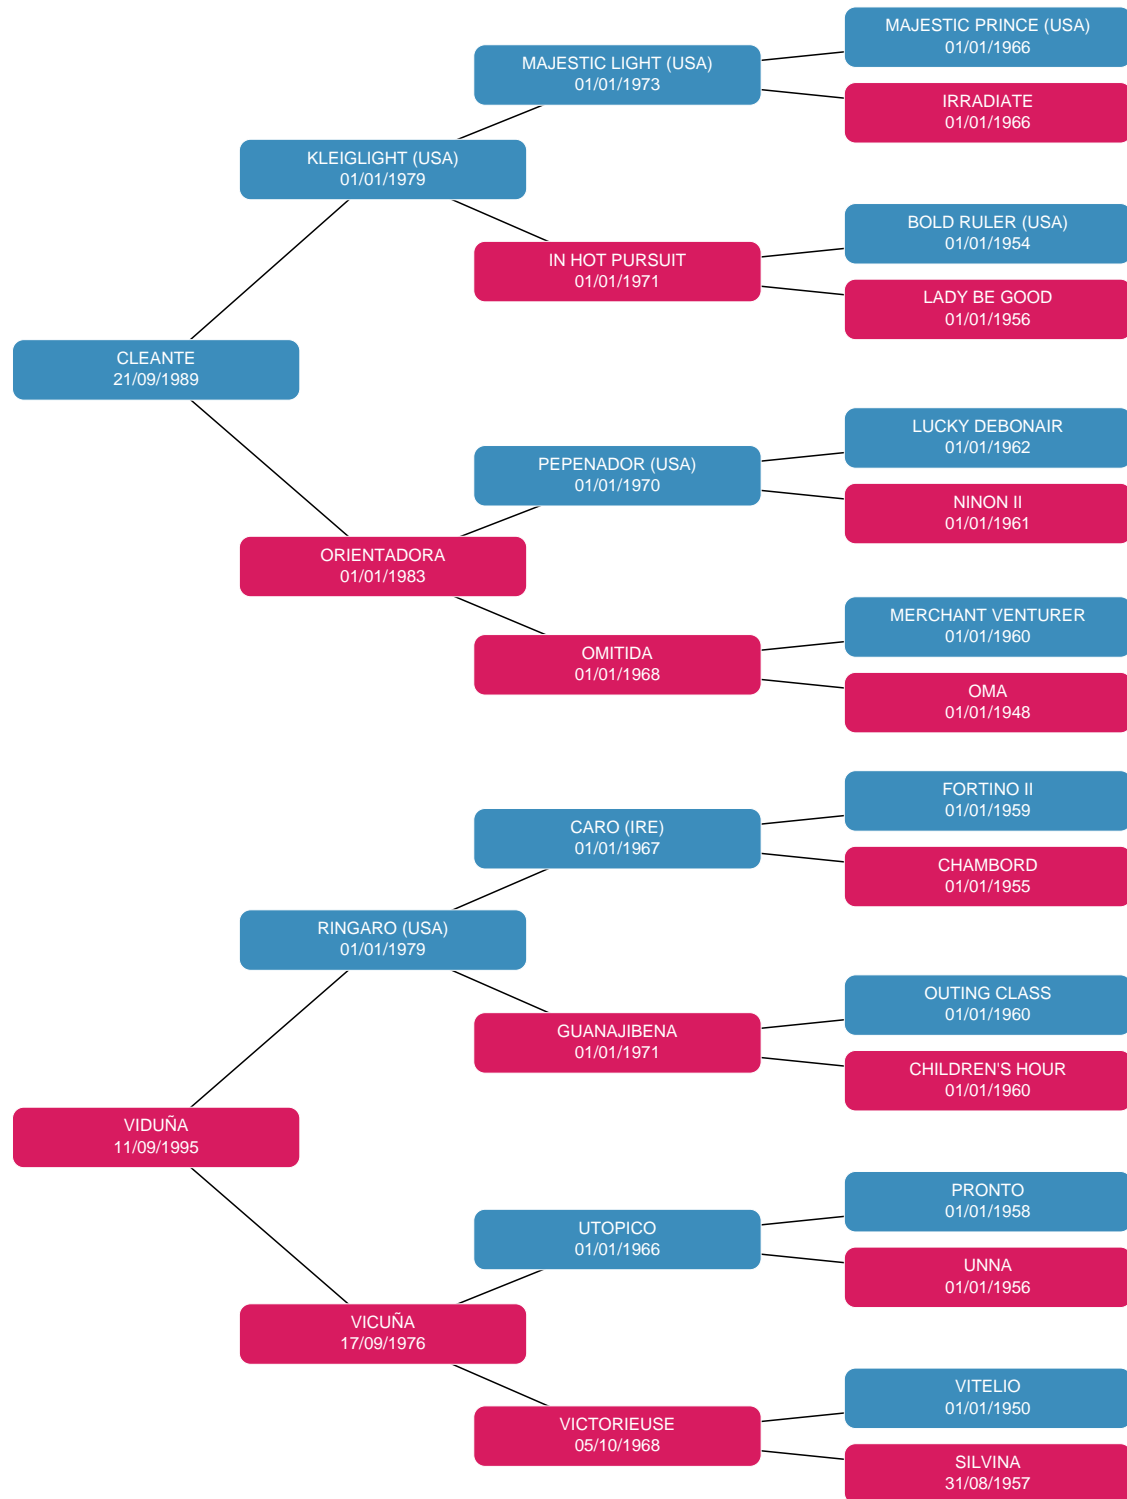 MAJESTIC PRINCE (USA)
01/01/1966
MAJESTIC LIGHT (USA)
01/01/1973
IRRADIATE
01/01/1966
KLEIGLIGHT (USA)
01/01/1979
BOLD RULER (USA)
01/01/1954
IN HOT PURSUIT
01/01/1971
LADY BE GOOD
01/01/1956
CLEANTE
21/09/1989
LUCKY DEBONAIR
01/01/1962
PEPENADOR (USA)
01/01/1970
NINON II
01/01/1961
ORIENTADORA
01/01/1983
MERCHANT VENTURER
01/01/1960
OMITIDA
01/01/1968
OMA
01/01/1948
FORTINO II
01/01/1959
CARO (IRE)
01/01/1967
CHAMBORD
01/01/1955
RINGARO (USA)
01/01/1979
OUTING CLASS
01/01/1960
GUANAJIBENA
01/01/1971
CHILDREN'S HOUR
01/01/1960
VIDUÑA
11/09/1995
PRONTO
01/01/1958
UTOPICO
01/01/1966
UNNA
01/01/1956
VICUÑA
17/09/1976
VITELIO
01/01/1950
VICTORIEUSE
05/10/1968
SILVINA
31/08/1957